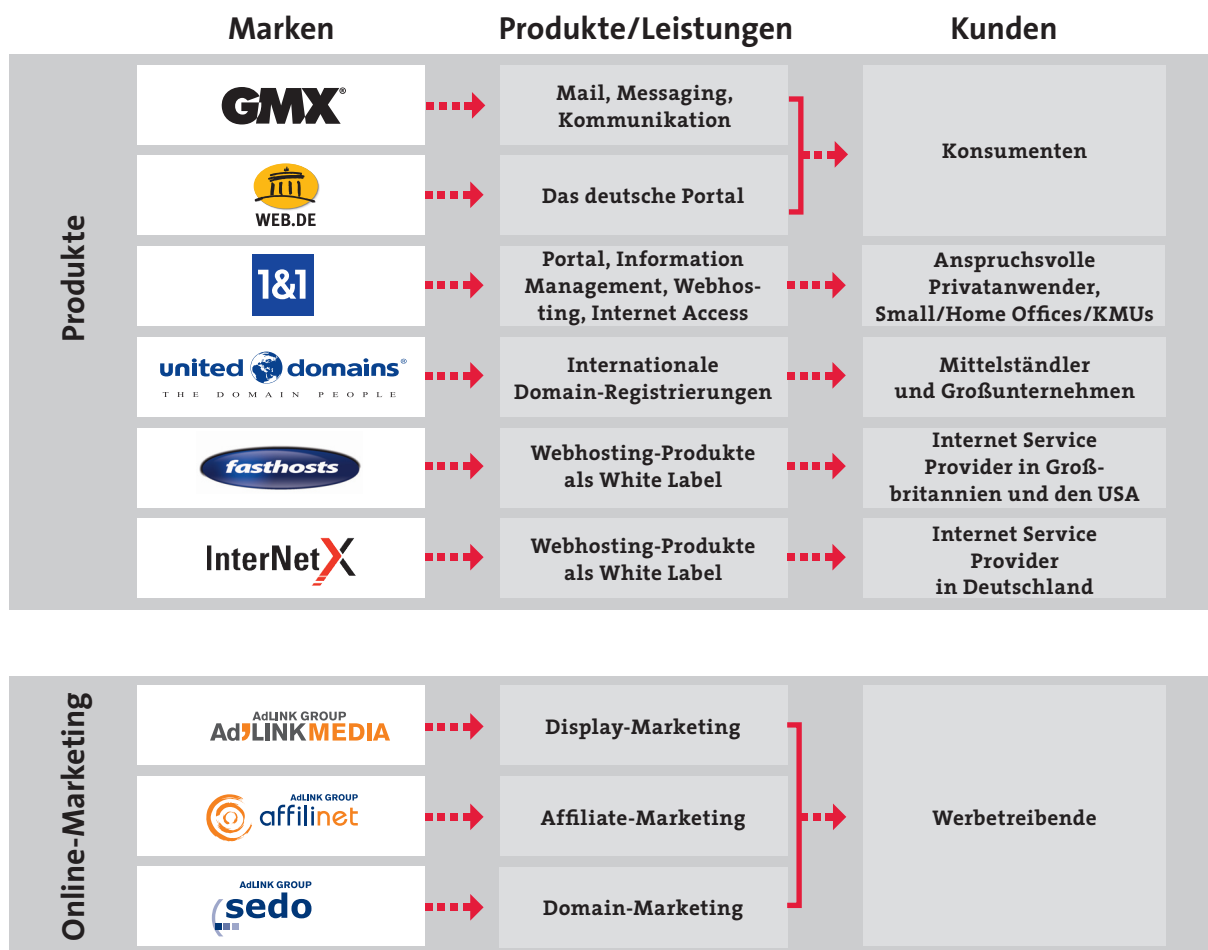 Marken Produkte/Leistungen Kunden
Produkte
GMX®
Mail, Messaging,
Kommunikation
Konsumenten
WEB.DE
Das deutsche Portal
1&1
Portal, Information
Management, Webhos-
ting, Internet Access
Anspruchsvolle
Privatanwender,
Small/Home Offices/KMUs
united domains®
THE DOMAIN PEOPLE
Internationale
Domain-Registrierungen
Mittelständler
und Großunternehmen
fasthosts
Webhosting-Produkte
als White Label
Internet Service
Provider in Groß-
britannien und den USA
InterNetX
Webhosting-Produkte
als White Label
Internet Service
Provider
in Deutschland
Online-Marketing
AdLINK GROUP
Ad'LINK MEDIA
Display-Marketing
AdLINK GROUP
affilinet
Affiliate-Marketing
Werbetreibende
AdLINK GROUP
sedo
Domain-Marketing